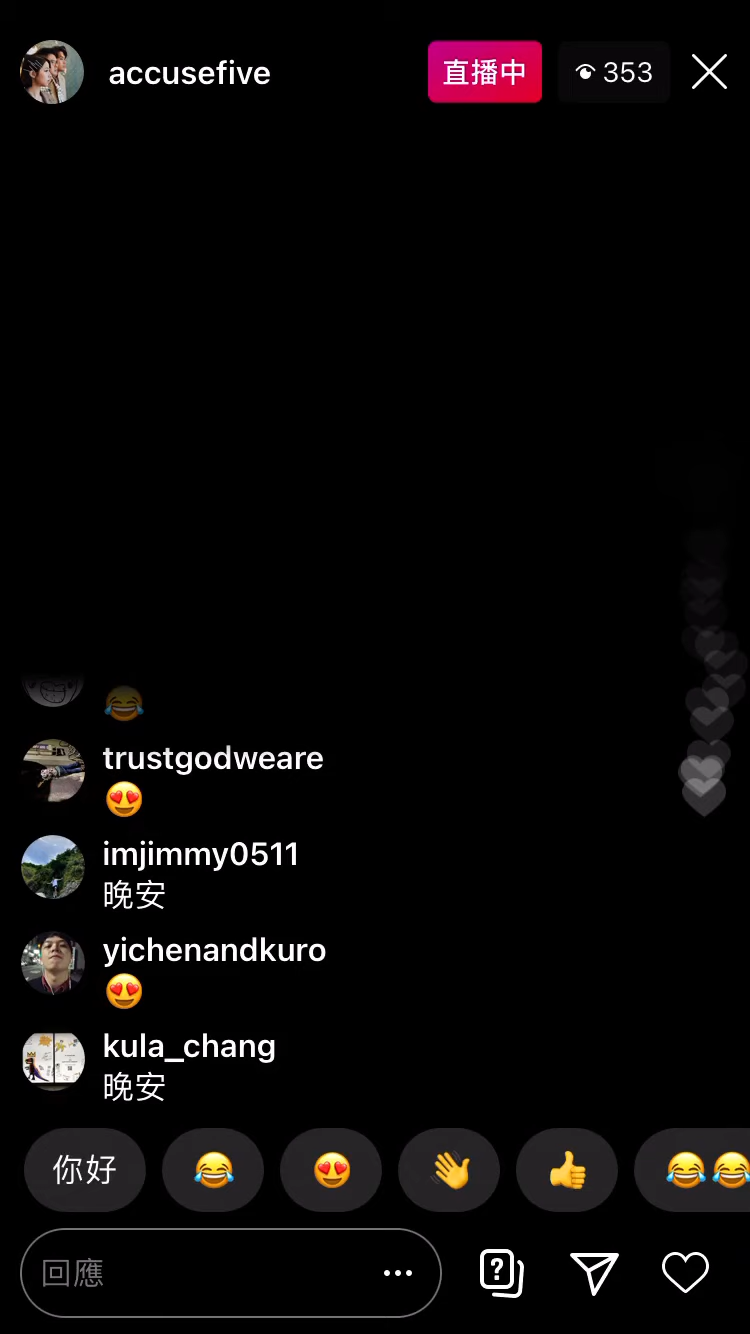 accusefive
直播中
353
trustgodweare
😍
imjimmy0511
晚安
yichenandkuro
😍
kula_chang
晚安
你好
回應